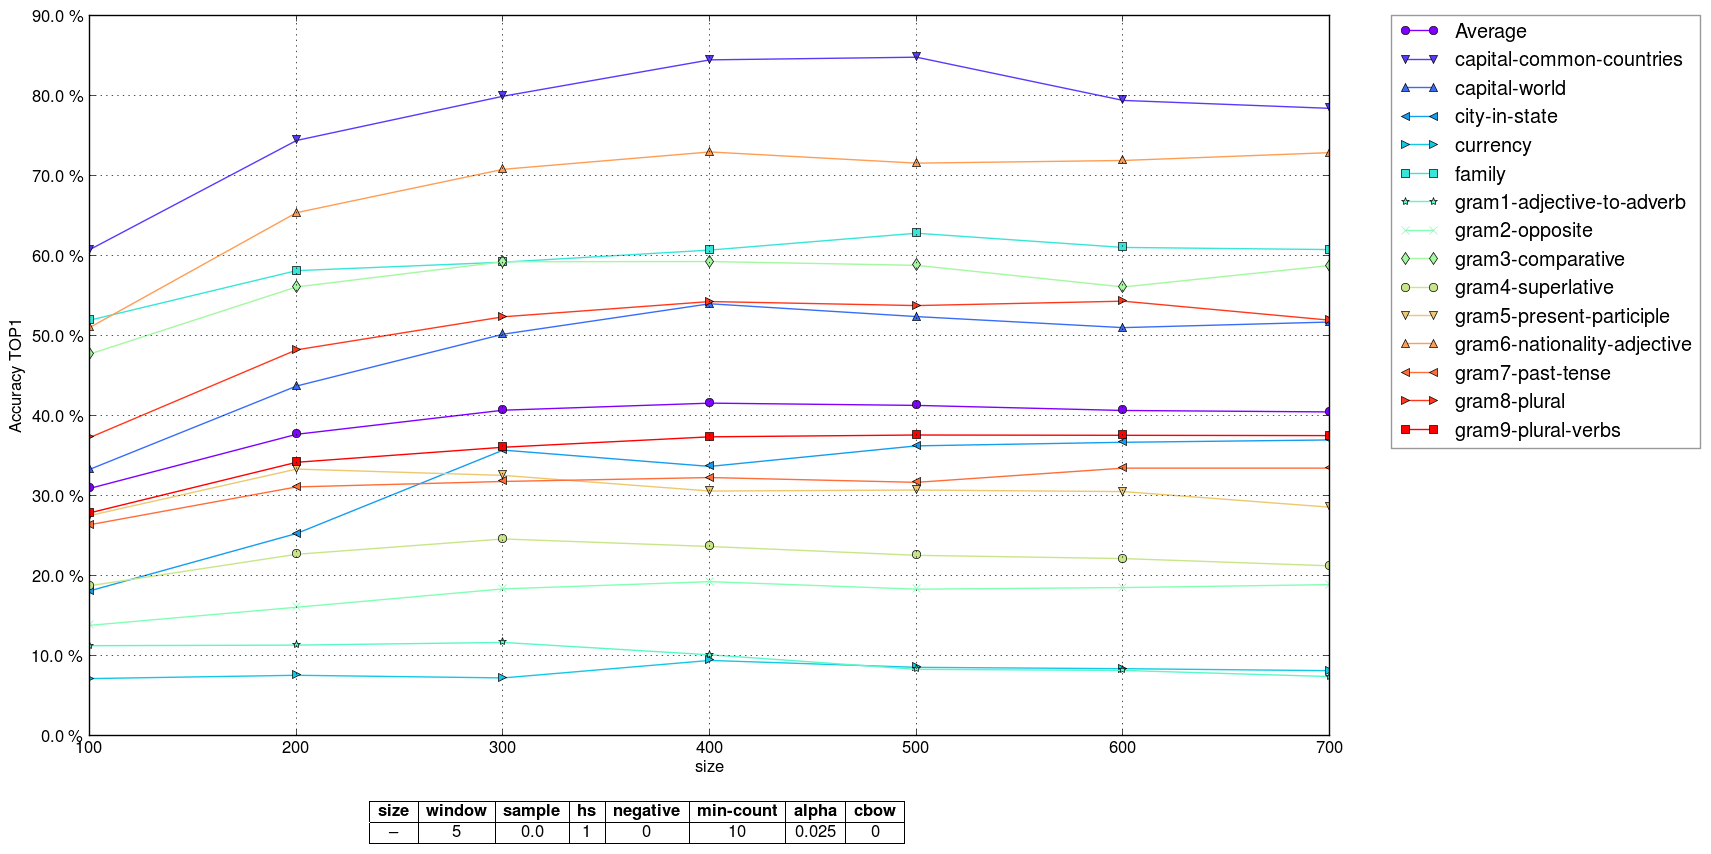 90.0 %
80.0 %
70.0 %
60.0 %
50.0 %
40.0 %
30.0 %
20.0 %
10.0 %
0.0 %
Accuracy TOP1
100 200 300 400 500 600 700
size
Average
capital-common-countries
capital-world
city-in-state
currency
family
gram1-adjective-to-adverb
gram2-opposite
gram3-comparative
gram4-superlative
gram5-present-participle
gram6-nationality-adjective
gram7-past-tense
gram8-plural
gram9-plural-verbs
size window sample hs negative min-count alpha cbow
– 5 0.0 1 0 10 0.025 0